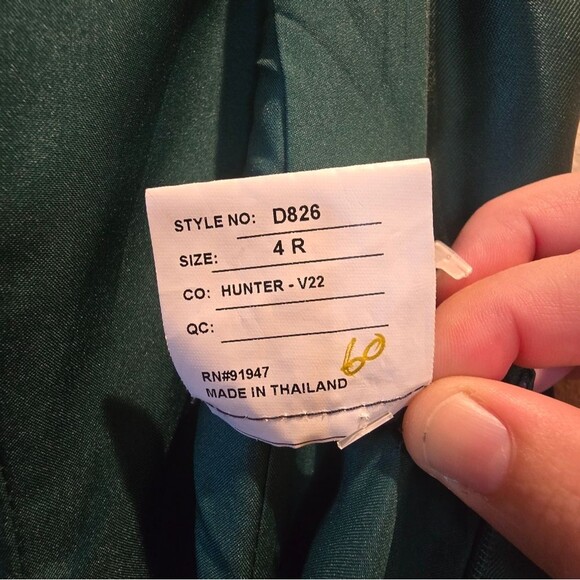 STYLE NO: D826
SIZE: 4 R
CO: HUNTER - V22
QC:
60
RN#91947
MADE IN THAILAND